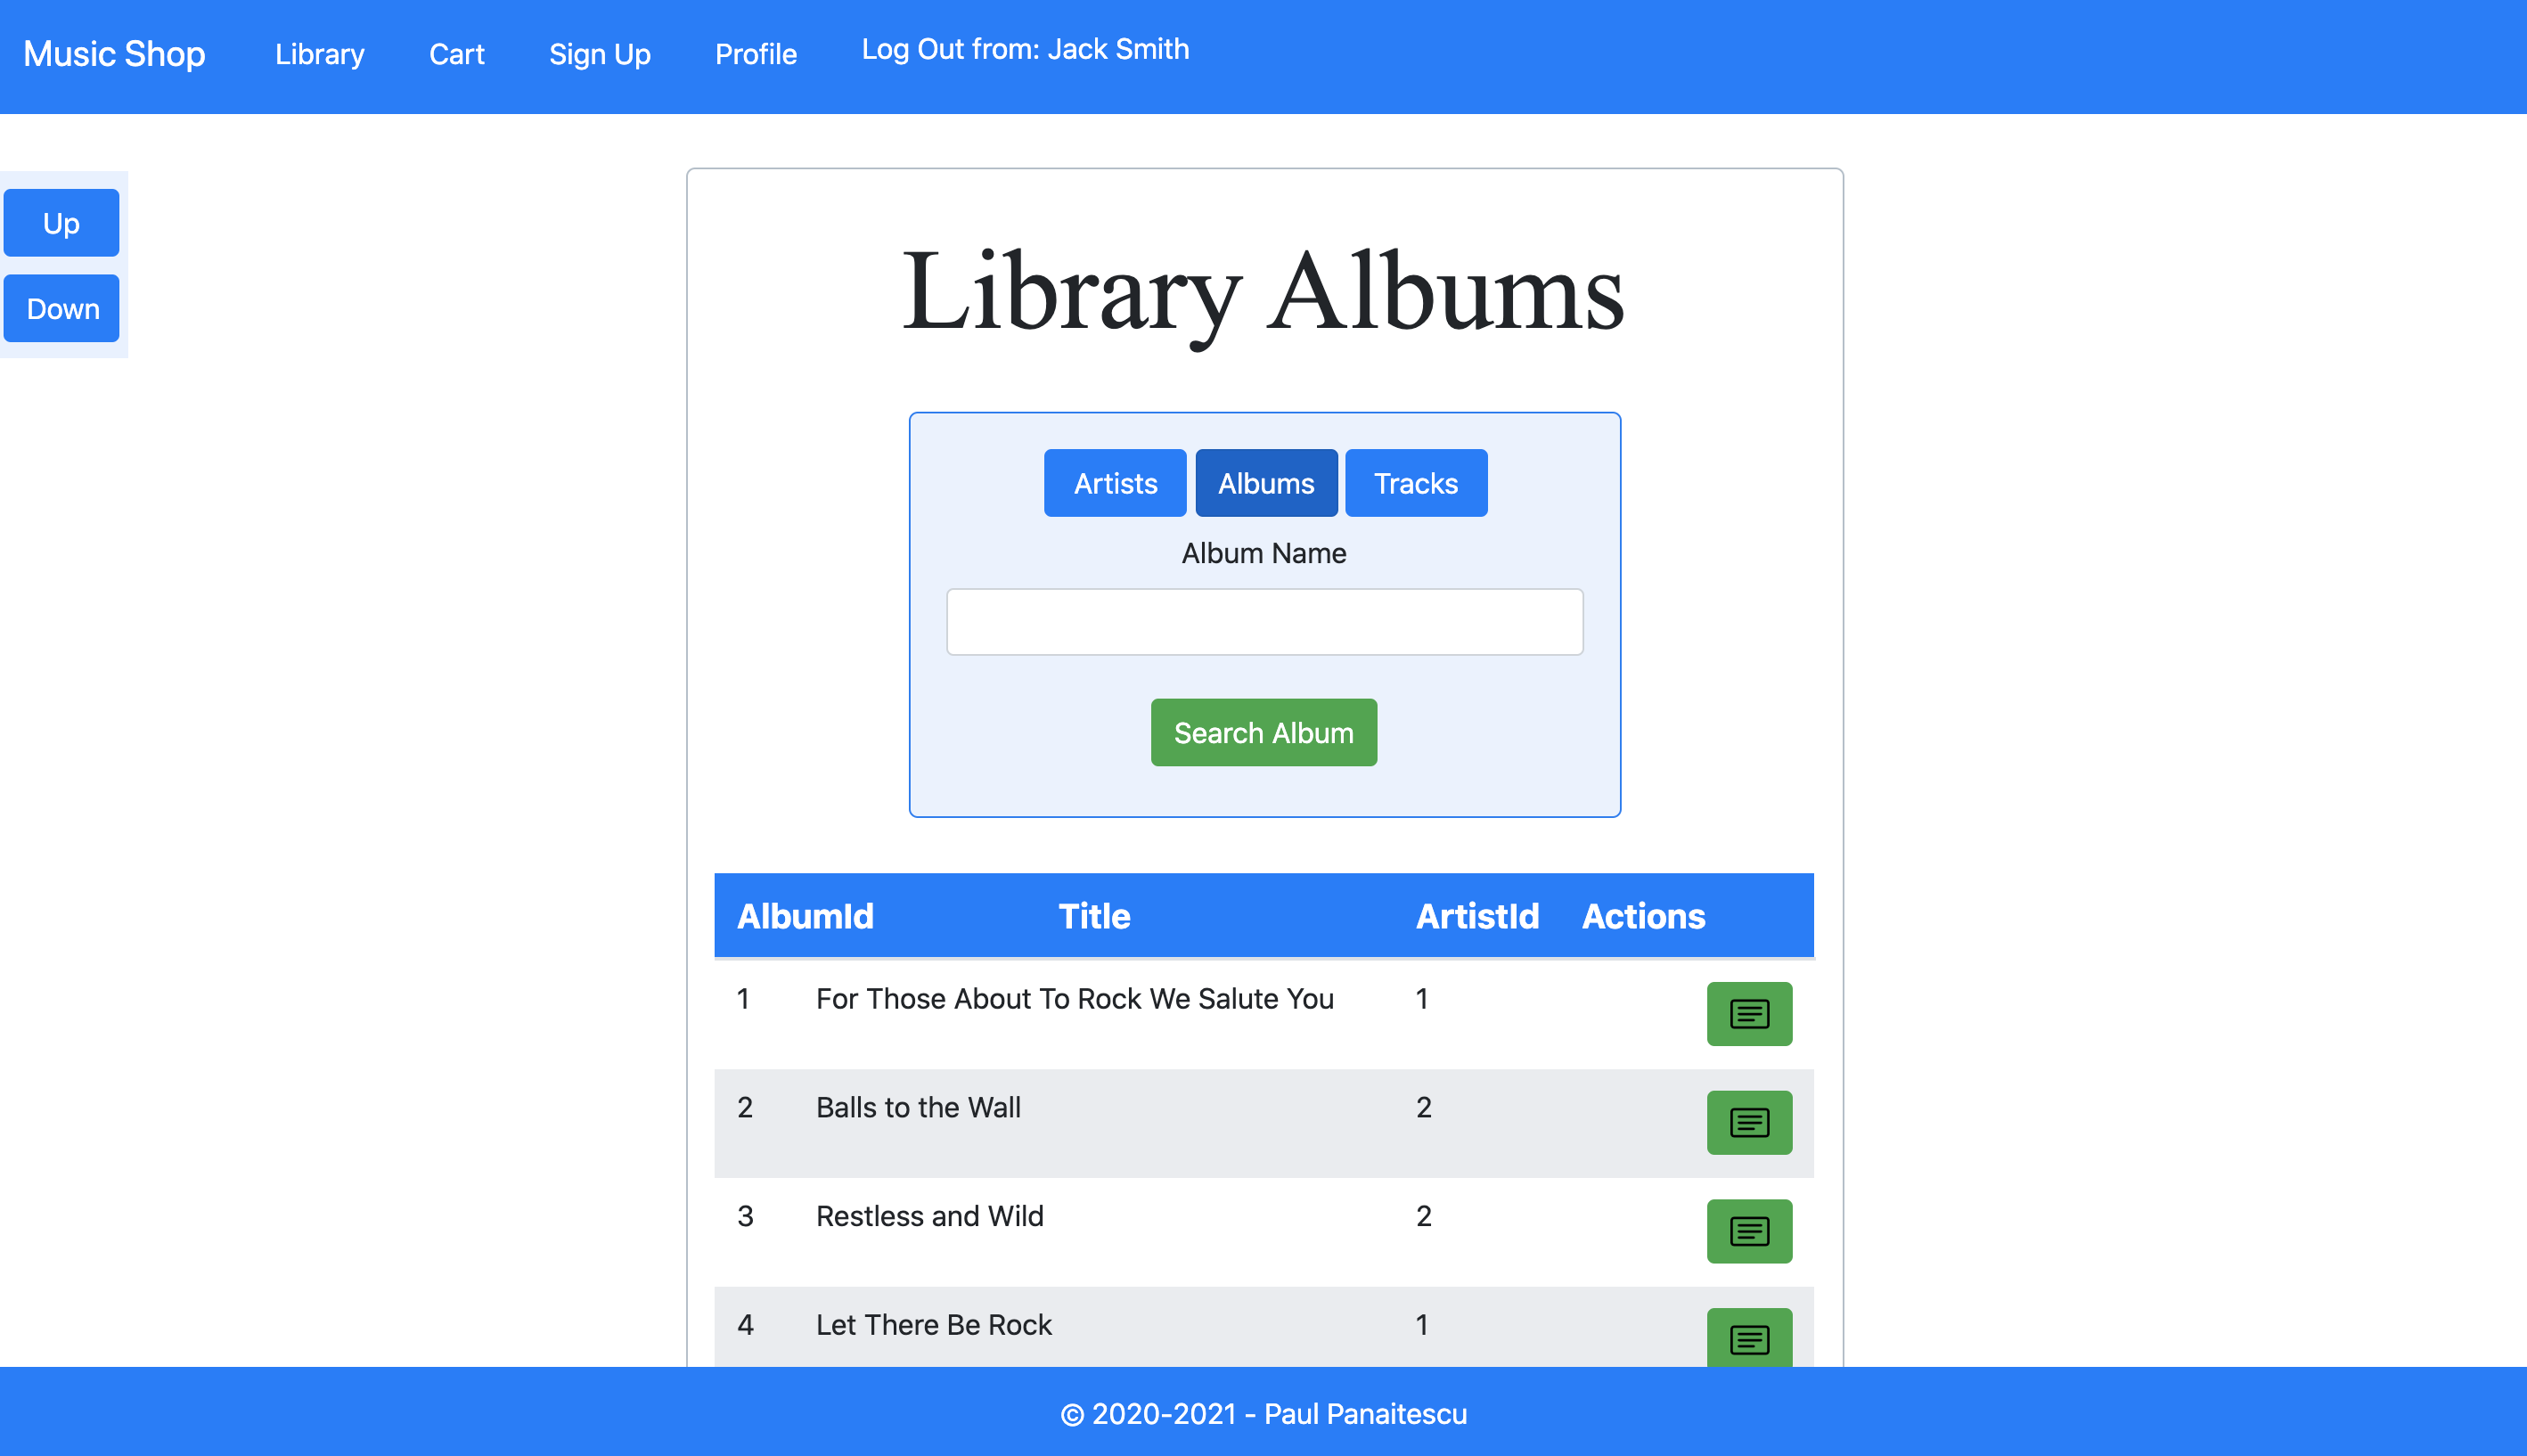 Music Shop Library Cart Sign Up Profile Log Out from: Jack Smith
Up
Down
Library Albums
Artists Albums Tracks
Album Name
Search Album
AlbumId Title ArtistId Actions
1 For Those About To Rock We Salute You 1
2 Balls to the Wall 2
3 Restless and Wild 2
4 Let There Be Rock 1
© 2020-2021 - Paul Panaitescu